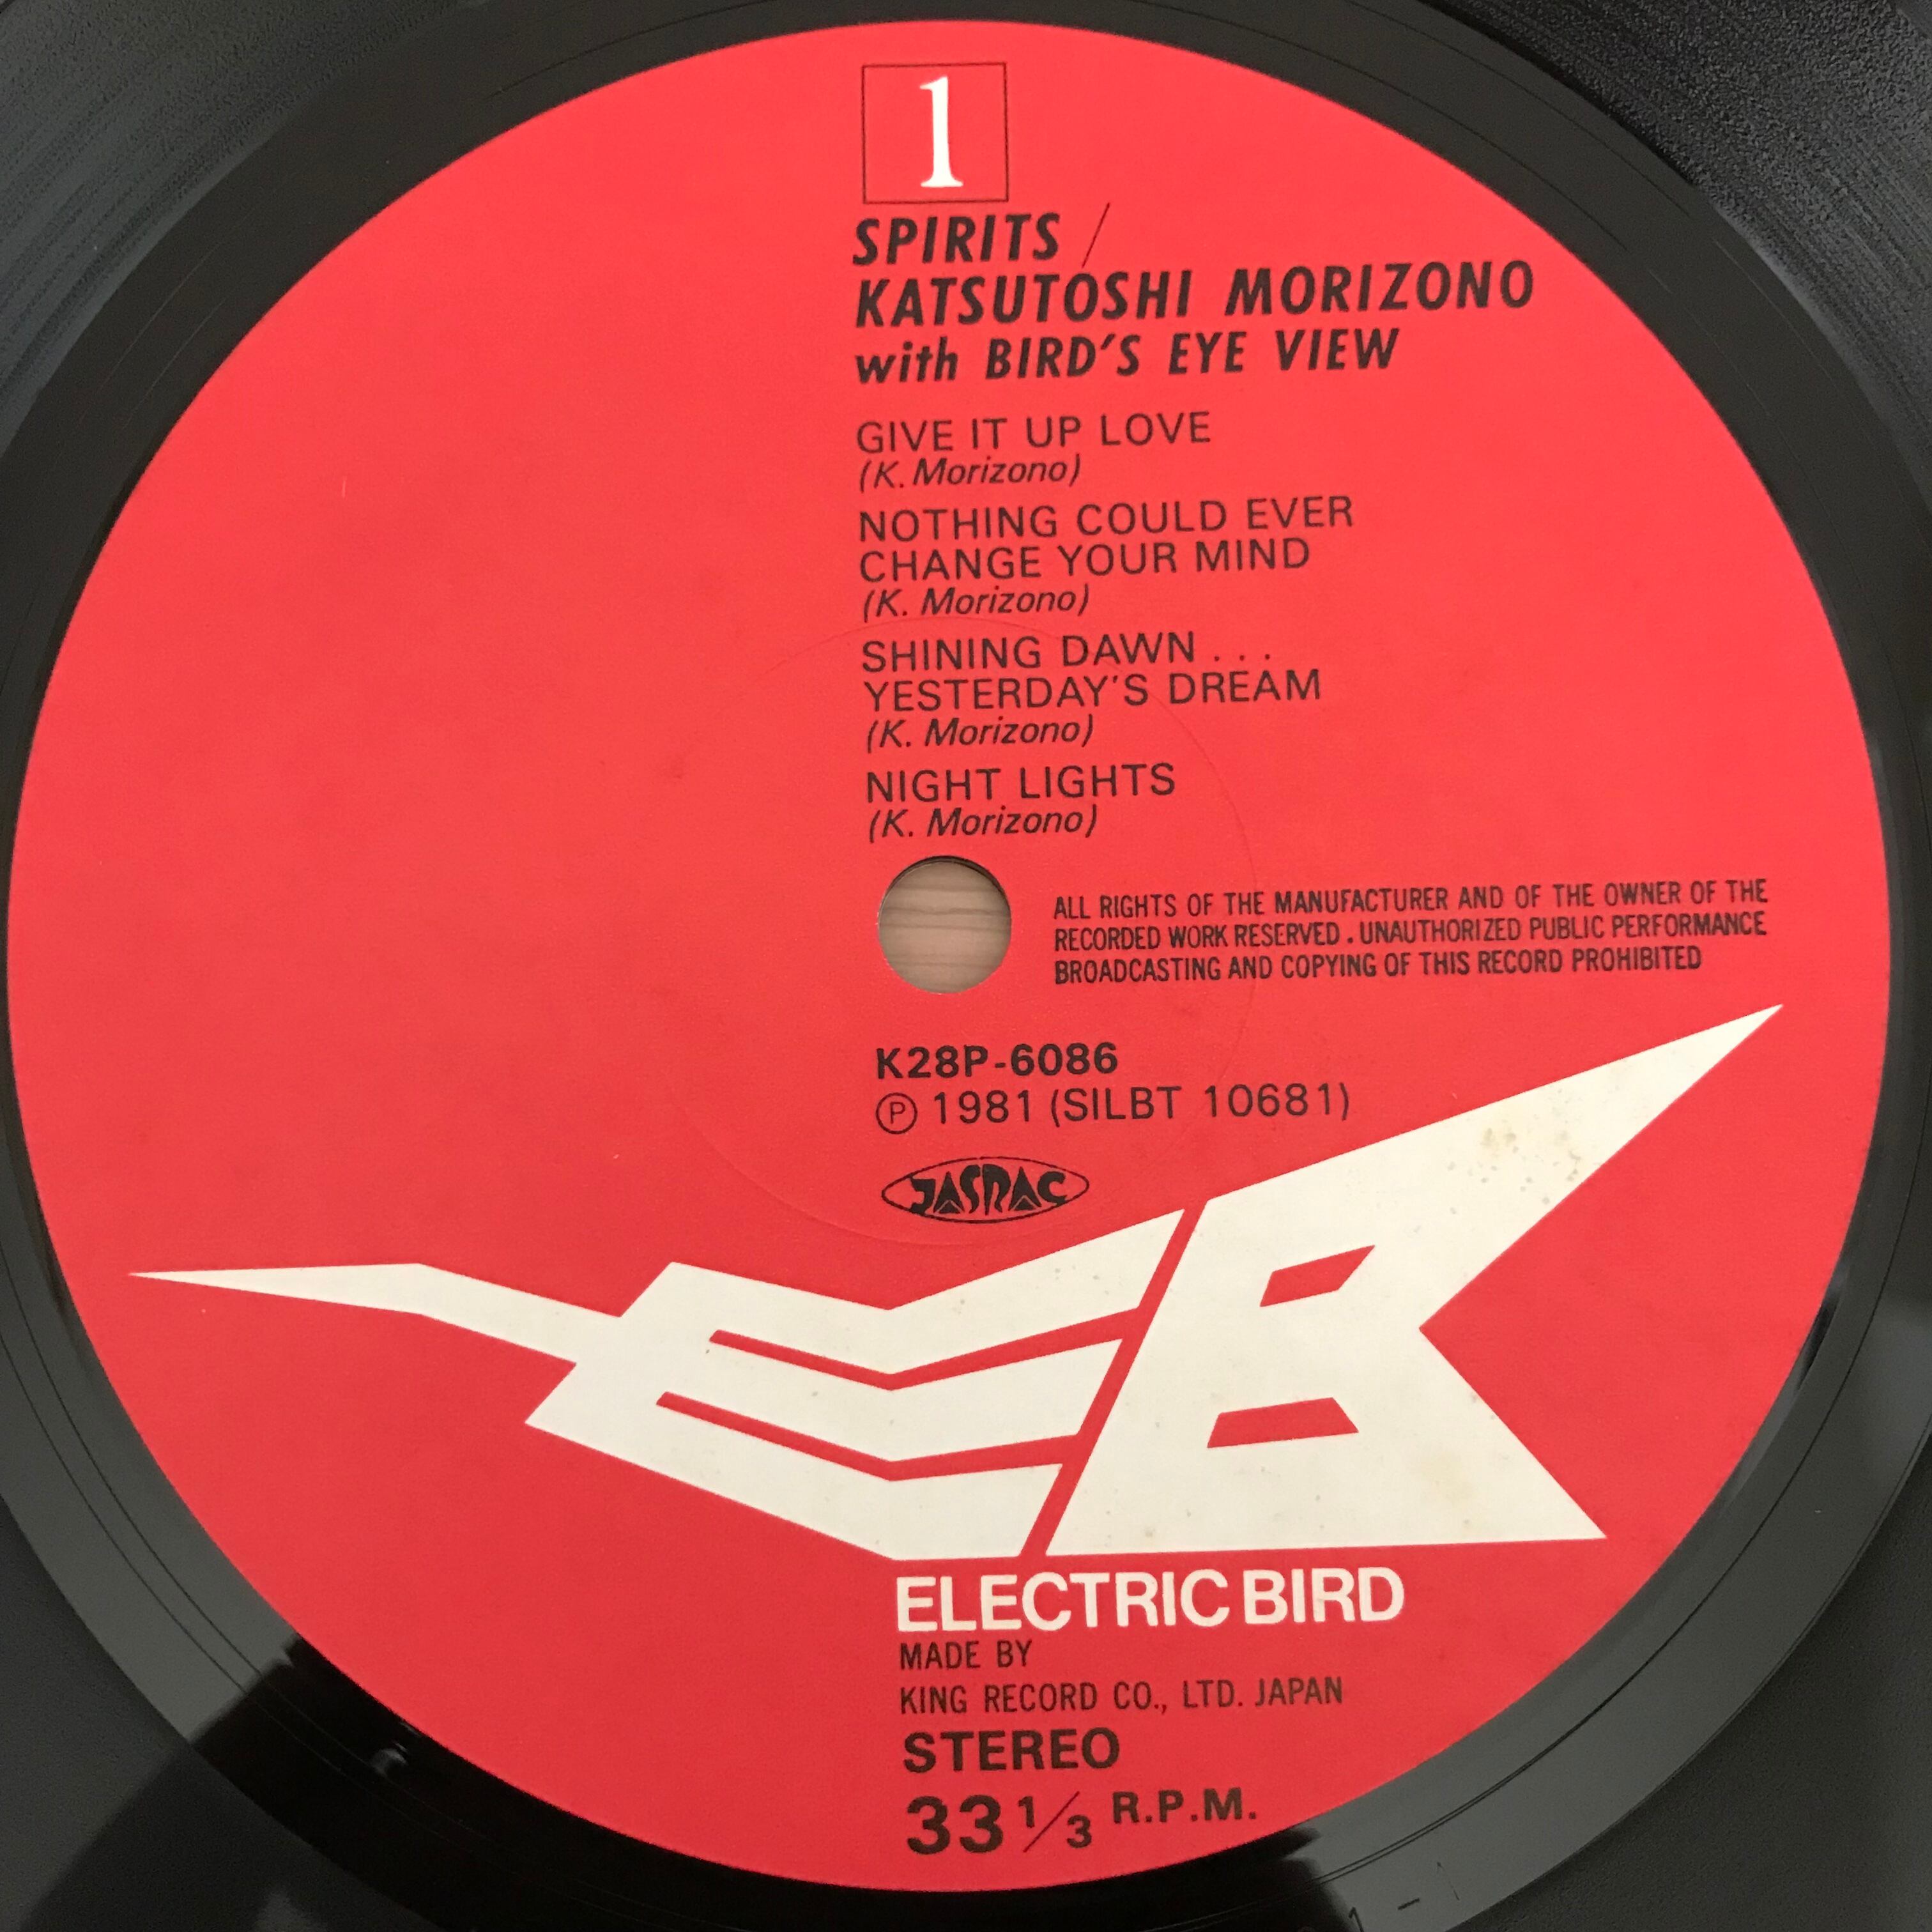 1
SPIRITS /
KATSUTOSHI MORIZONO
with BIRD'S EYE VIEW
GIVE IT UP LOVE
(K. Morizono)
NOTHING COULD EVER
CHANGE YOUR MIND
(K. Morizono)
SHINING DAWN . . .
YESTERDAY'S DREAM
(K. Morizono)
NIGHT LIGHTS
(K. Morizono)
ALL RIGHTS OF THE MANUFACTURER AND OF THE OWNER OF THE
RECORDED WORK RESERVED . UNAUTHORIZED PUBLIC PERFORMANCE
BROADCASTING AND COPYING OF THIS RECORD PROHIBITED
K28P-6086
Ⓟ 1981 (SILBT 10681)
JASRAC
EB
ELECTRIC BIRD
MADE BY
KING RECORD CO., LTD. JAPAN
STEREO
33 1/3 R.P.M.